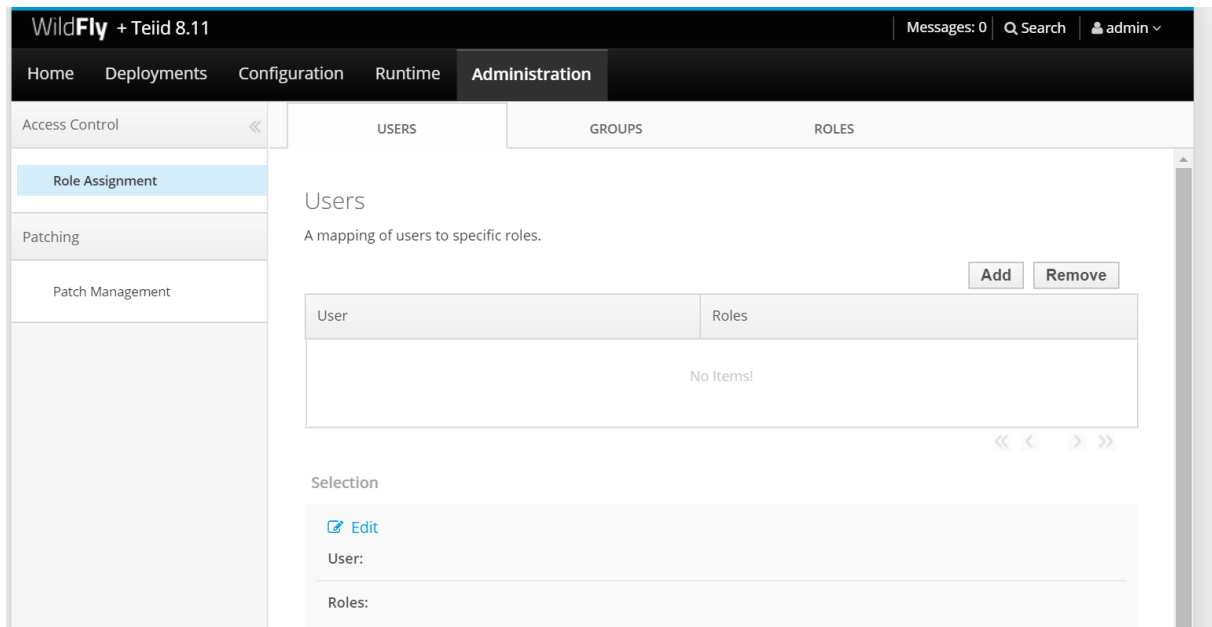 WildFly + Teiid 8.11
Messages: 0 Search admin
Home Deployments Configuration Runtime Administration
Access Control
USERS GROUPS ROLES
Role Assignment
Users
Patching
A mapping of users to specific roles.
Add Remove
Patch Management
User Roles
No Items!
Selection
Edit
User:
Roles: